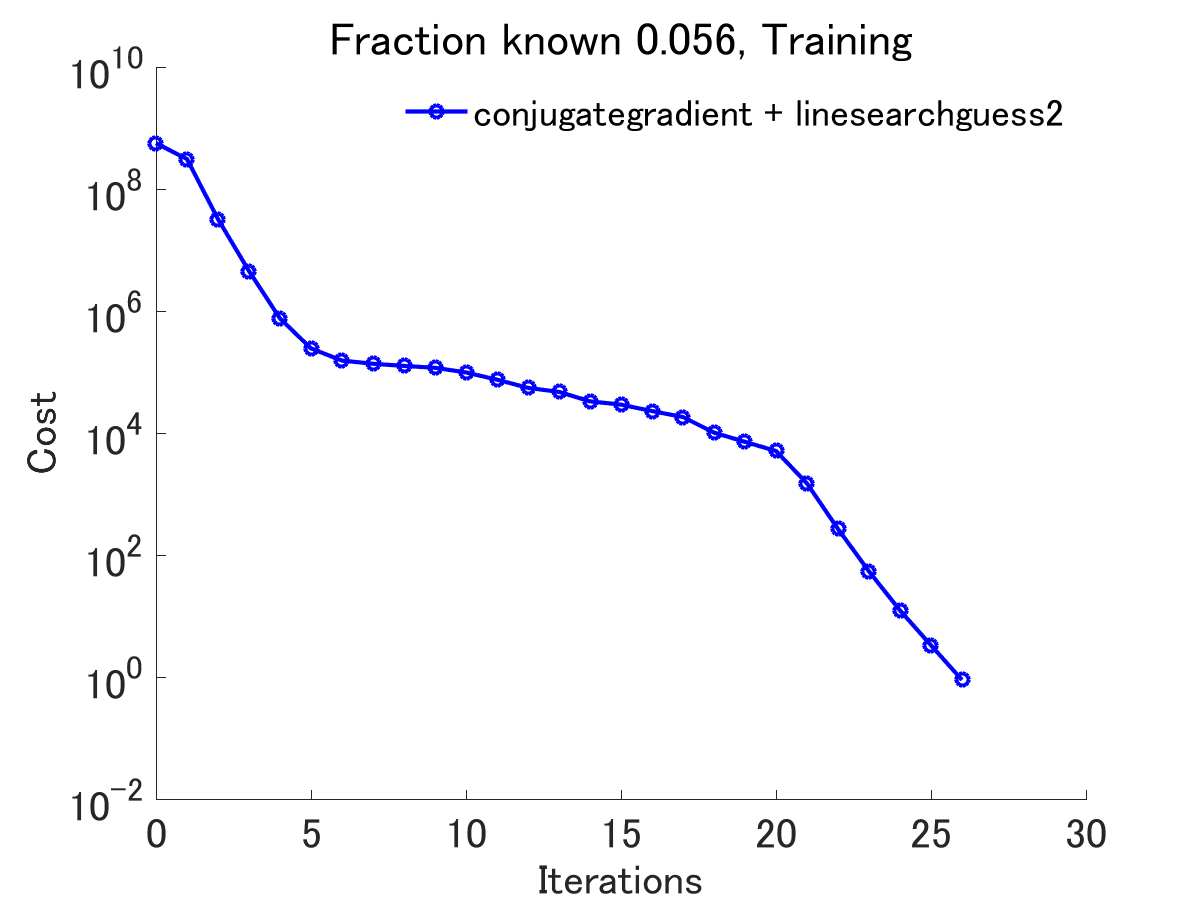 Fraction known 0.056, Training
conjugategradient + linesearchguess2
10^10
10^8
10^6
10^4
10^2
10^0
10^-2
Cost
0 5 10 15 20 25 30
Iterations